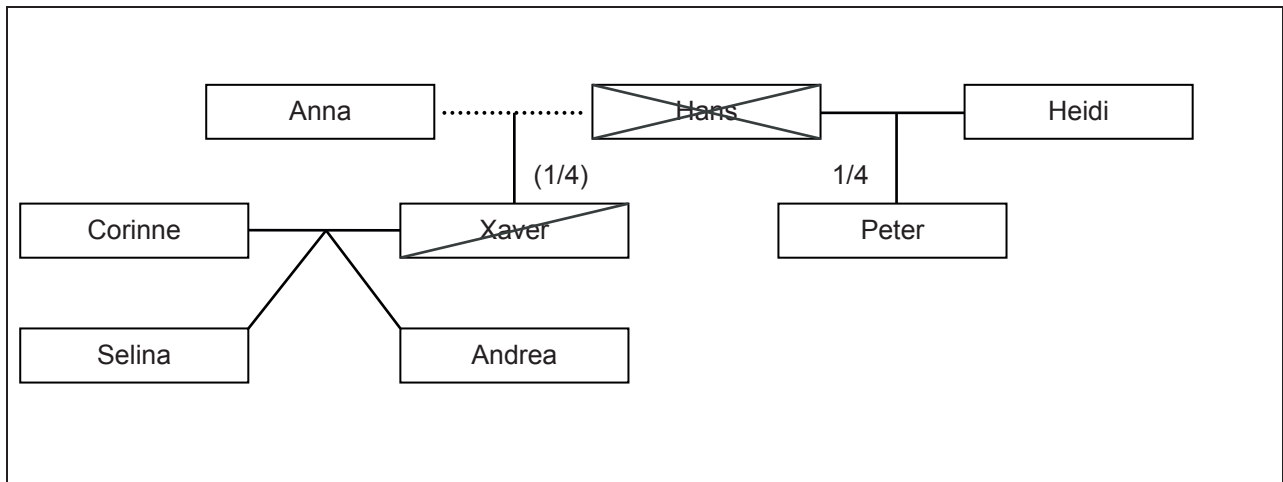 Anna
Hans
Heidi
(1/4)
1/4
Corinne
Xaver
Peter
Selina
Andrea